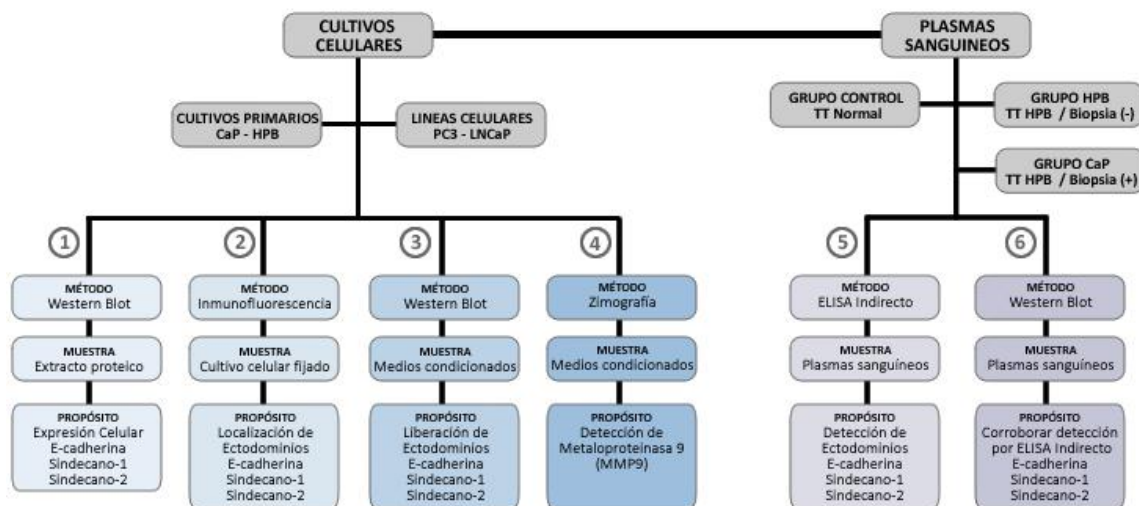 CULTIVOS
CELULARES
PLASMAS
SANGUINEOS
CULTIVOS PRIMARIOS
CaP - HPB
LINEAS CELULARES
PC3 - LNCaP
GRUPO CONTROL
TT Normal
GRUPO HPB
TT HPB / Biopsia (-)
GRUPO CaP
TT HPB / Biopsia (+)
1
MÉTODO
Western Blot
MUESTRA
Extracto proteico
PROPÓSITO
Expresión Celular
E-cadherina
Sindecano-1
Sindecano-2
2
MÉTODO
Inmunofluorescencia
MUESTRA
Cultivo celular fijado
PROPÓSITO
Localización de
Ectodominios
E-cadherina
Sindecano-1
Sindecano-2
3
MÉTODO
Western Blot
MUESTRA
Medios condicionados
PROPÓSITO
Liberación de
Ectodominios
E-cadherina
Sindecano-1
Sindecano-2
4
MÉTODO
Zimografía
MUESTRA
Medios condicionados
PROPÓSITO
Detección de
Metaloproteinasa 9
(MMP9)
5
MÉTODO
ELISA Indirecto
MUESTRA
Plasmas sanguíneos
PROPÓSITO
Detección de
Ectodominios
E-cadherina
Sindecano-1
Sindecano-2
6
MÉTODO
Western Blot
MUESTRA
Plasmas sanguíneos
PROPÓSITO
Corroborar detección
por ELISA Indirecto
E-cadherina
Sindecano-1
Sindecano-2